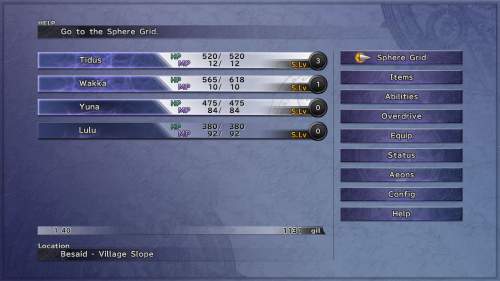 HELP
Go to the Sphere Grid.
Tidus HP 520/ 520 MP 12/ 12 S.Lv 3
Wakka HP 565/ 618 MP 10/ 10 S.Lv 1
Yuna HP 475/ 475 MP 84/ 84 S.Lv 0
Lulu HP 380/ 380 MP 92/ 92 S.Lv 0
Sphere Grid
Items
Abilities
Overdrive
Equip
Status
Aeons
Config
Help
1:40 gil
Location
Besaid - Village Slope